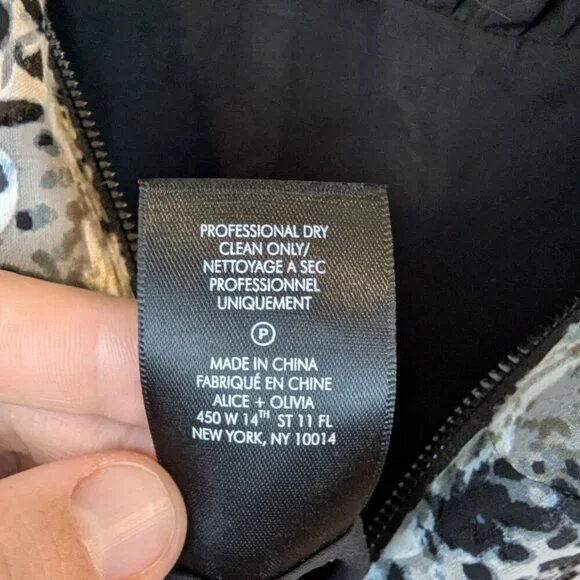 PROFESSIONAL DRY
CLEAN ONLY/
NETTOYAGE A SEC
PROFESSIONNEL
UNIQUEMENT
P
MADE IN CHINA
FABRIQUÉ EN CHINE
ALICE + OLIVIA
450 W 14TH ST 11 FL
NEW YORK, NY 10014